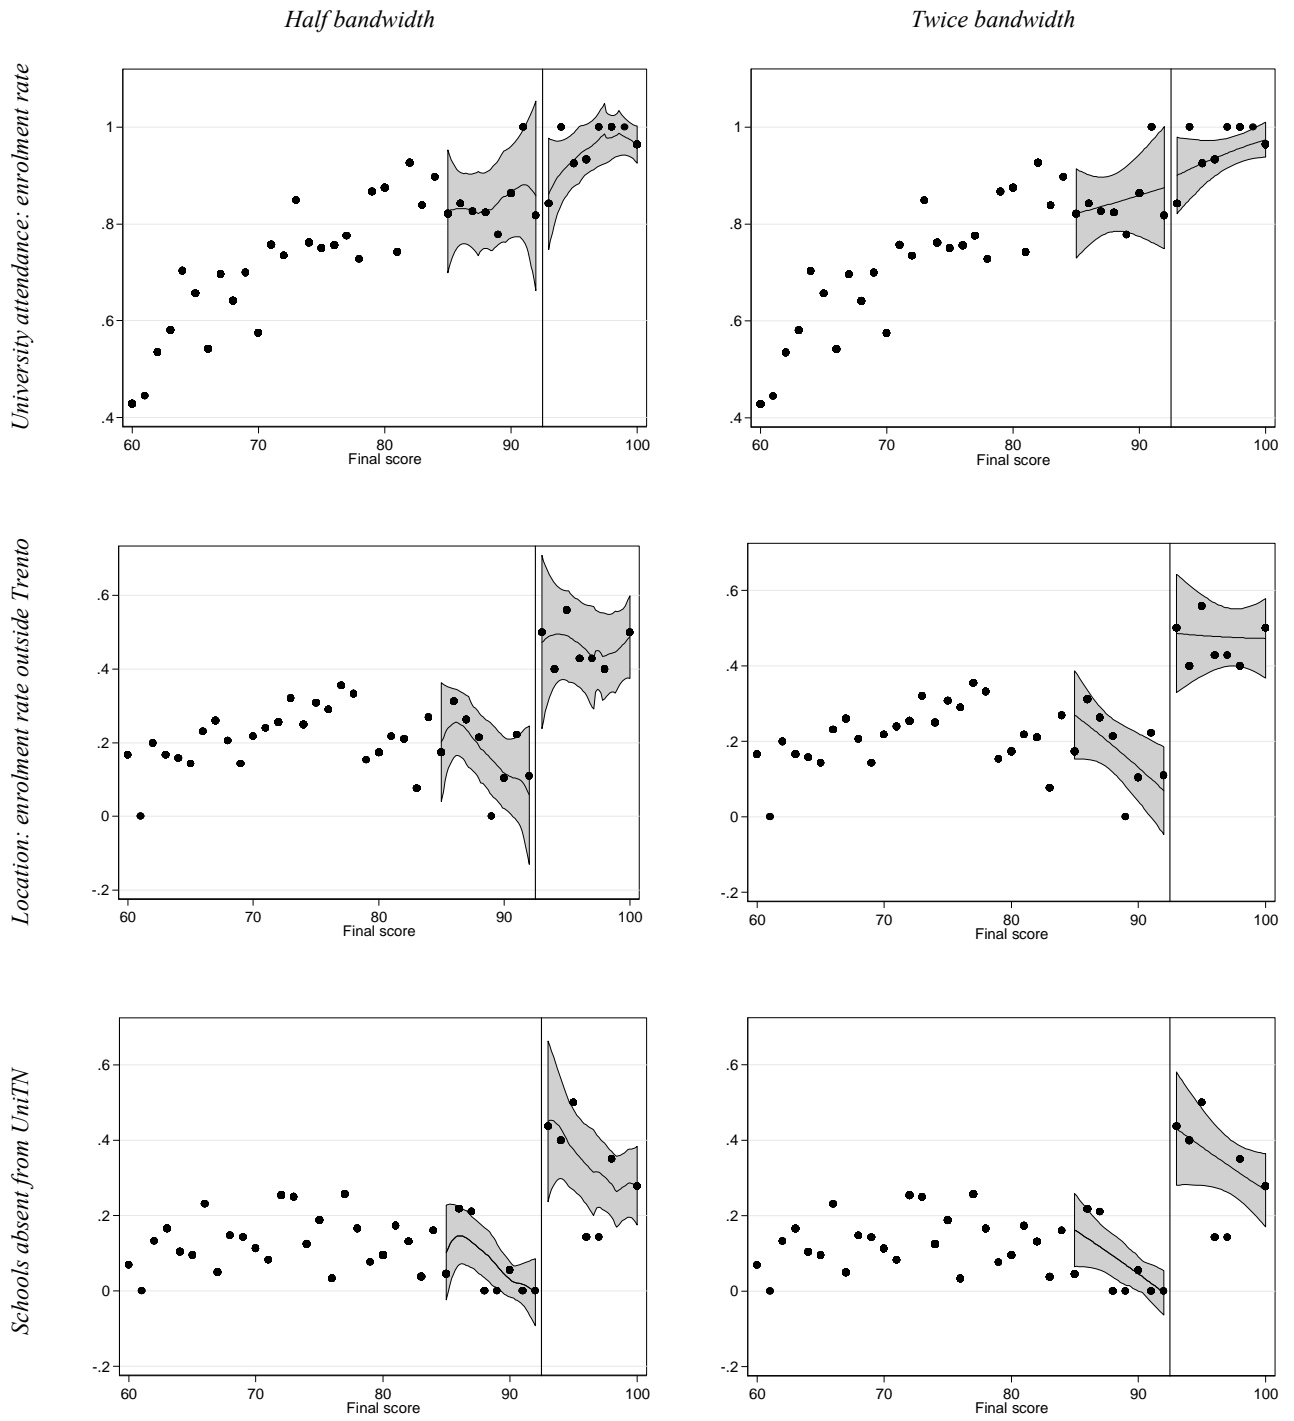 Half bandwidth
Twice bandwidth
University attendance: enrolment rate
1
.8
.6
.4
60 70 80 90 100
Final score
1
.8
.6
.4
60 70 80 90 100
Final score
Location: enrolment rate outside Trento
.6
.4
.2
0
-.2
60 70 80 90 100
Final score
.6
.4
.2
0
-.2
60 70 80 90 100
Final score
Schools absent from UniTN
.6
.4
.2
0
-.2
60 70 80 90 100
Final score
.6
.4
.2
0
-.2
60 70 80 90 100
Final score